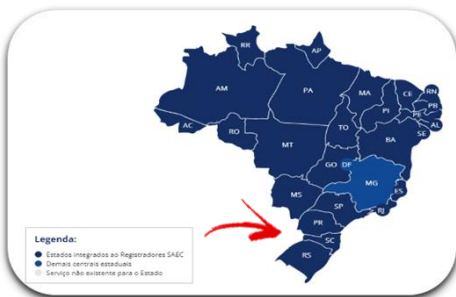 RR
AP
AM
PA
MA
CE
RN
PB
PE
AL
SE
PI
AC
RO
TO
BA
MT
GO
DF
MG
ES
MS
SP
RJ
PR
SC
RS
Legenda:
Estados integrados ao Registradores SAEC
Demais centrais estaduais
Serviço não existente para o Estado